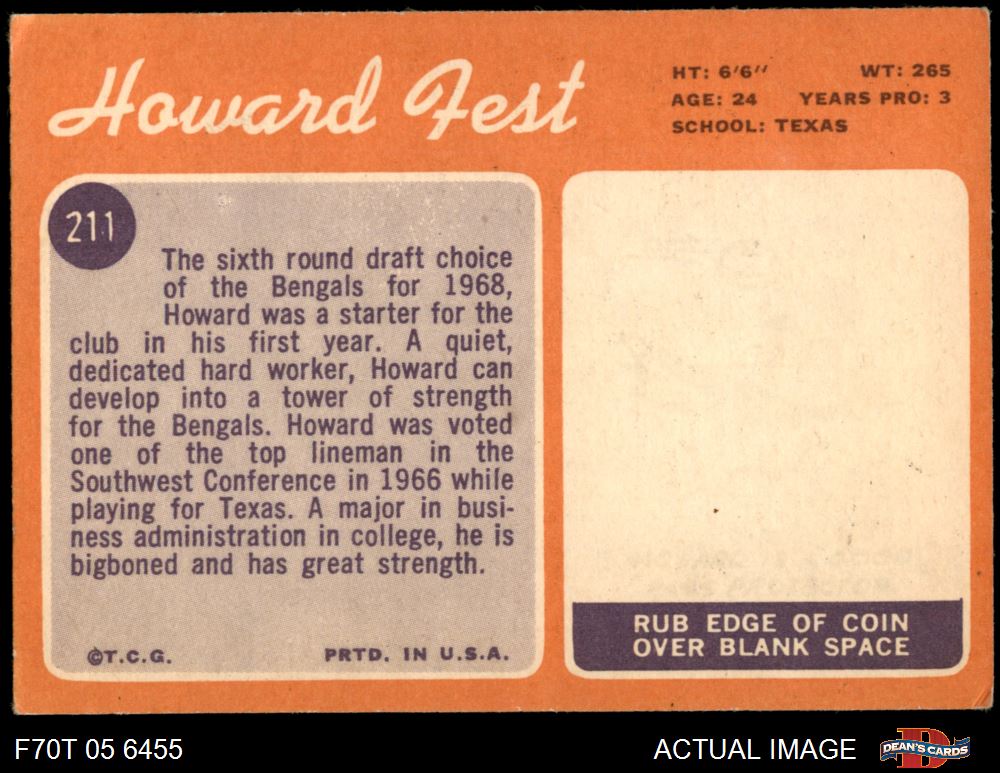 Howard Fest
HT: 6'6'' WT: 265
AGE: 24 YEARS PRO: 3
SCHOOL: TEXAS
211
The sixth round draft choice
of the Bengals for 1968,
Howard was a starter for the
club in his first year. A quiet,
dedicated hard worker, Howard can
develop into a tower of strength
for the Bengals. Howard was voted
one of the top lineman in the
Southwest Conference in 1966 while
playing for Texas. A major in busi-
ness administration in college, he is
bigboned and has great strength.
©T.C.G. PRTD. IN U.S.A.
RUB EDGE OF COIN
OVER BLANK SPACE
F70T 05 6455
ACTUAL IMAGE
D
DEAN'S CARDS